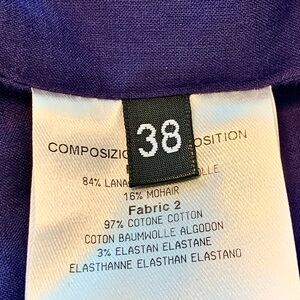 38
COMPOSIZIO OSITION
84% LANA OLLE
16% MOHAIR
Fabric 2
97% COTONE COTTON
COTON BAUMWOLLE ALGODON
3% ELASTAN ELASTANE
ELASTHANNE ELASTHAN ELASTANO